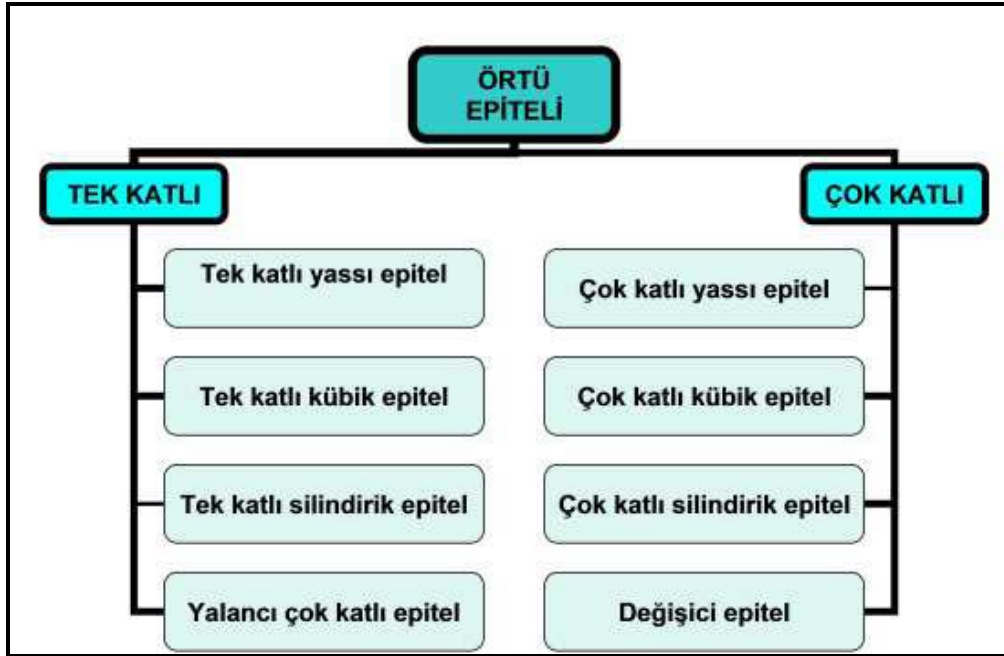 ÖRTÜ
EPİTELİ
TEK KATLI
ÇOK KATLI
Tek katlı yassı epitel
Çok katlı yassı epitel
Tek katlı kübik epitel
Çok katlı kübik epitel
Tek katlı silindirik epitel
Çok katlı silindirik epitel
Yalancı çok katlı epitel
Değişici epitel